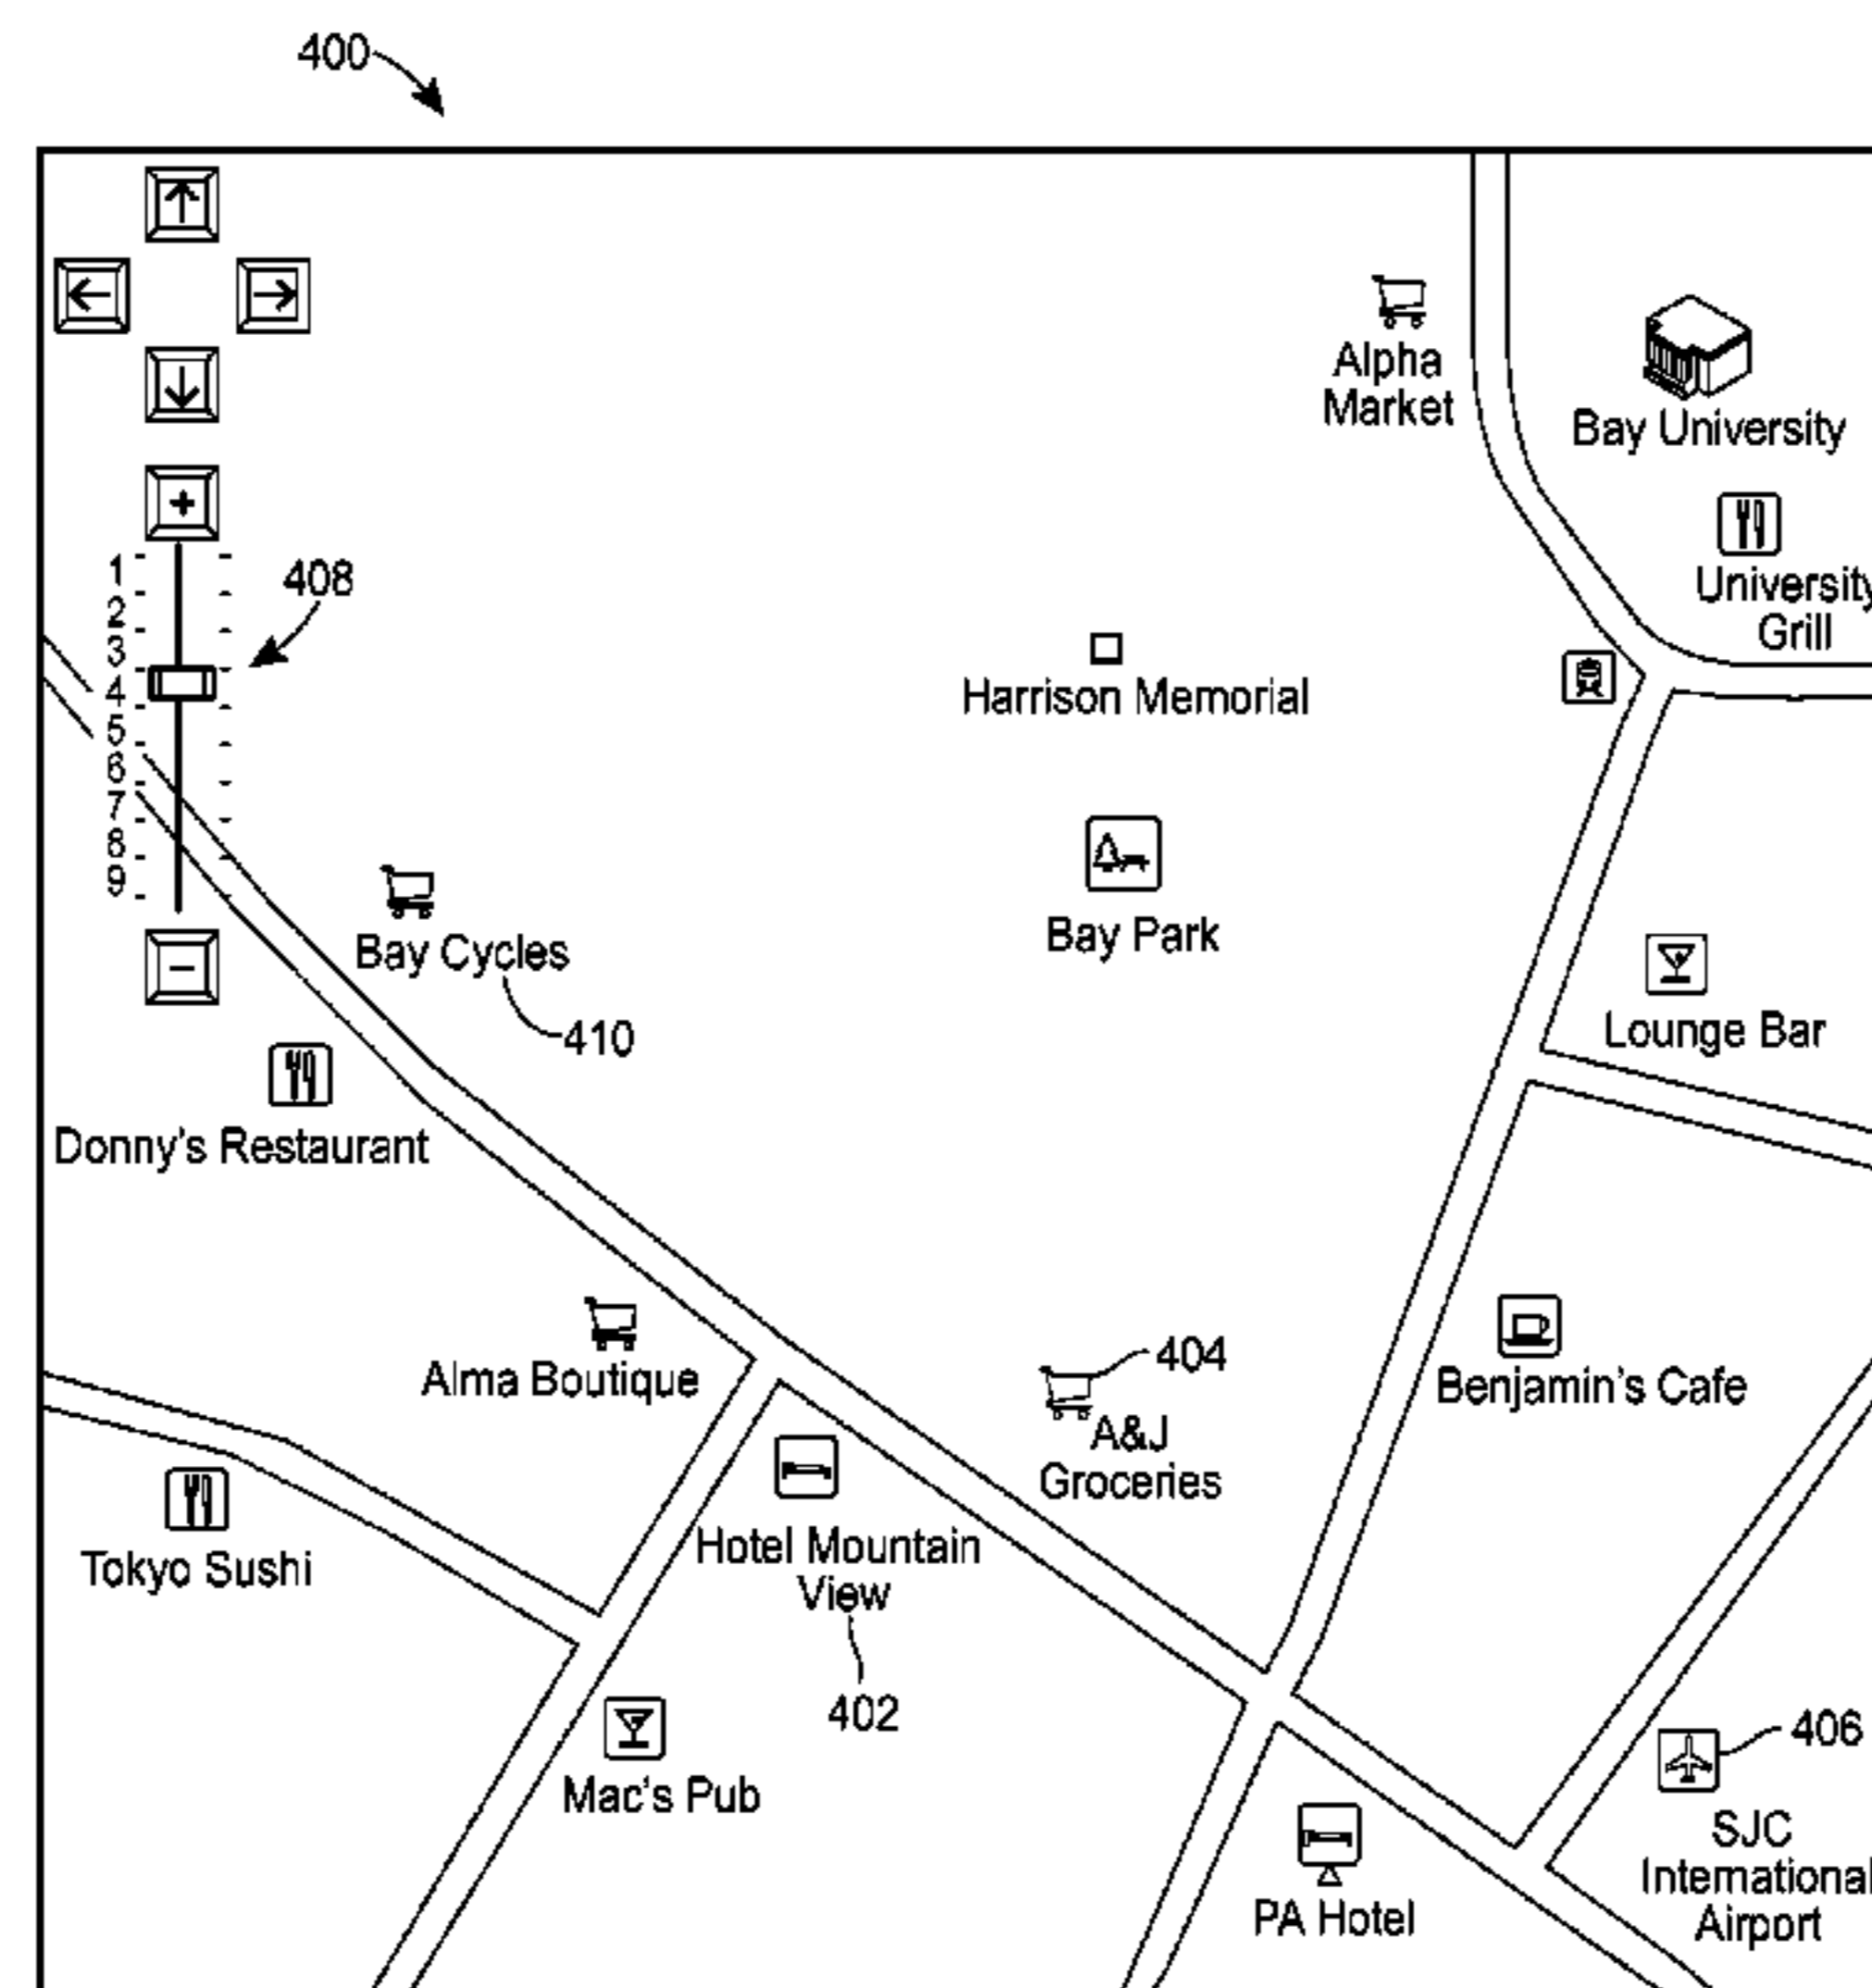 400
Alpha
Market
Bay University
University
Grill
+
1
2
3
4
5
6
7
8
9
−
408
Harrison Memorial
Bay Park
Bay Cycles
410
Lounge Bar
Donny's Restaurant
Alma Boutique
404
A&J
Groceries
Benjamin's Cafe
Tokyo Sushi
Hotel Mountain
View
402
Mac's Pub
406
SJC
International
Airport
PA Hotel